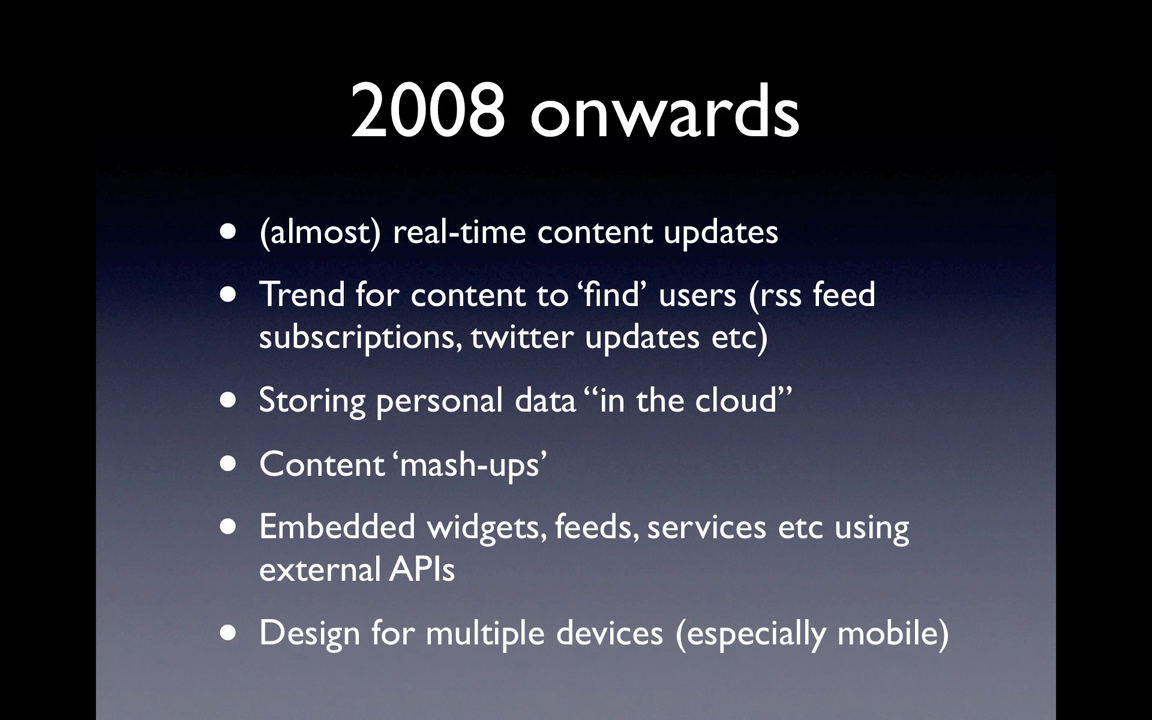 2008 onwards
• (almost) real-time content updates
• Trend for content to ‘find’ users (rss feed
subscriptions, twitter updates etc)
• Storing personal data “in the cloud”
• Content ‘mash-ups’
• Embedded widgets, feeds, services etc using
external APIs
• Design for multiple devices (especially mobile)